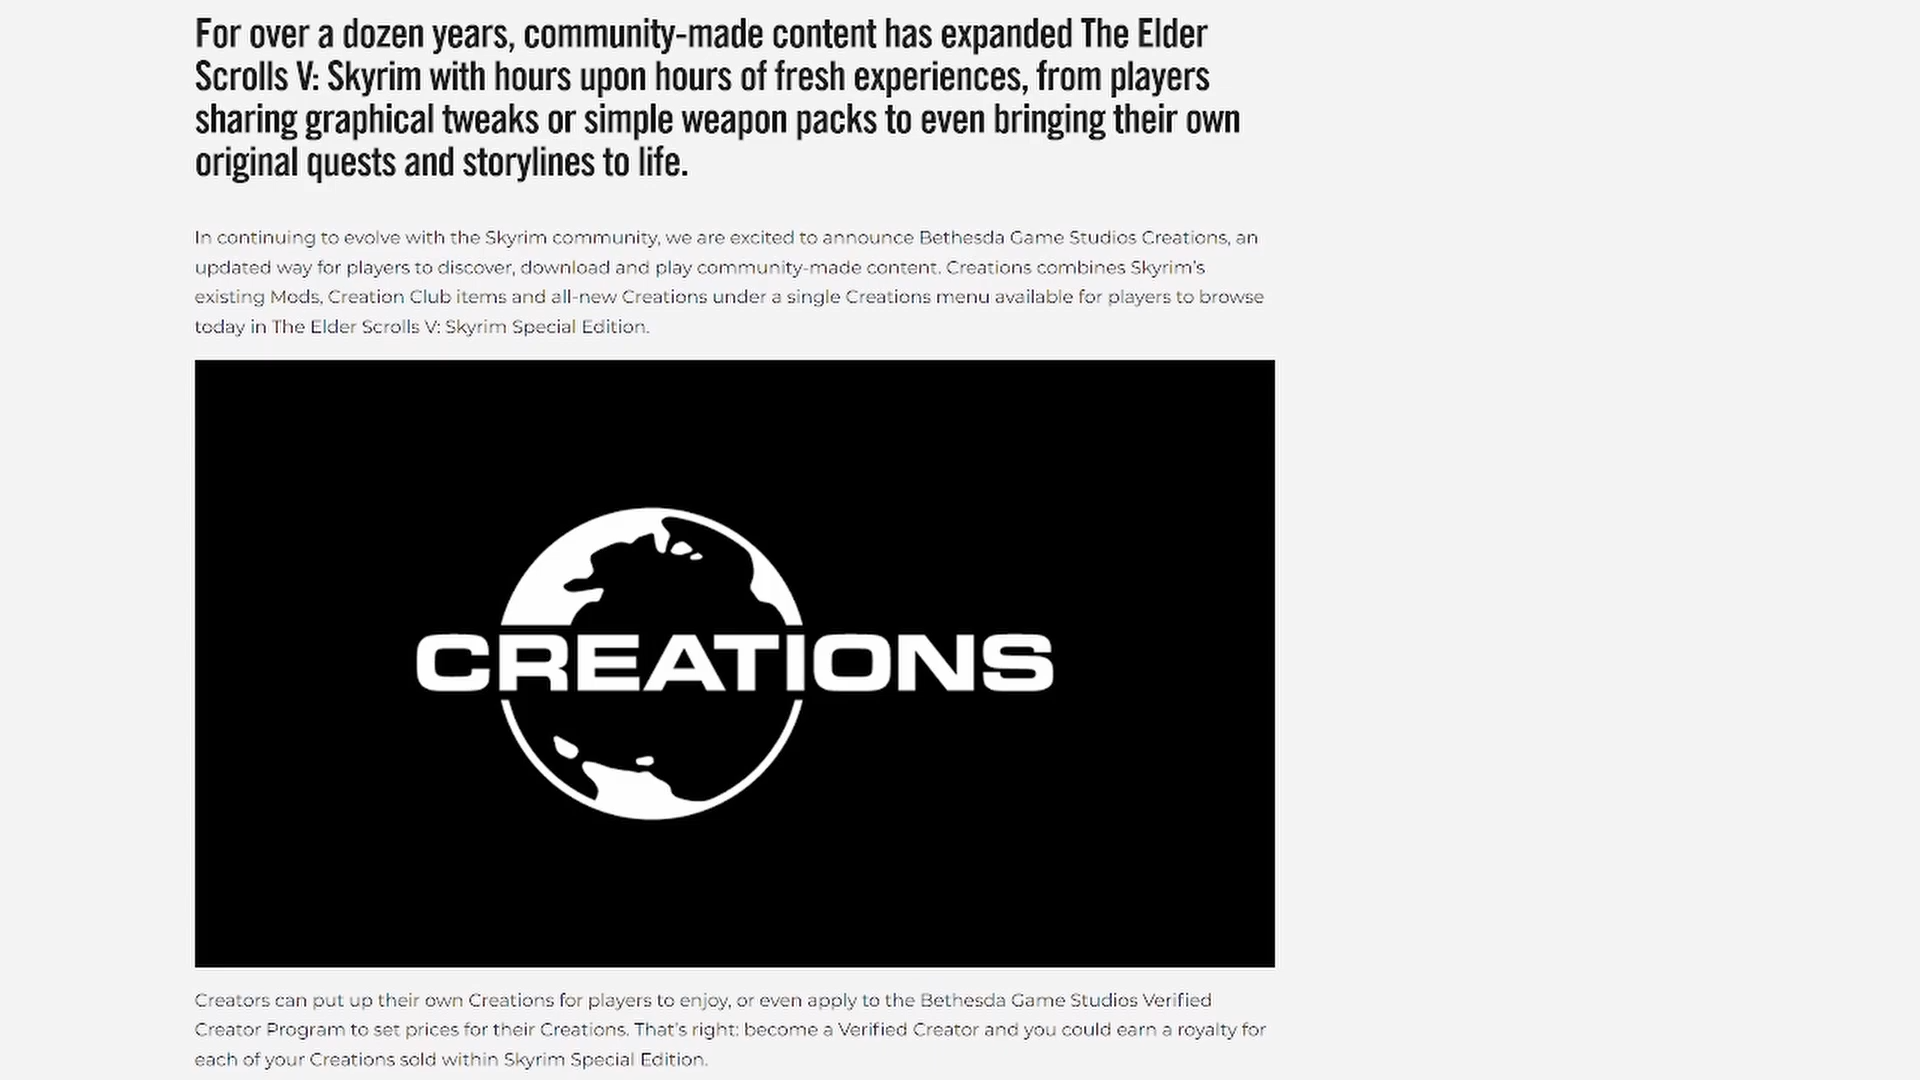 For over a dozen years, community-made content has expanded The Elder
Scrolls V: Skyrim with hours upon hours of fresh experiences, from players
sharing graphical tweaks or simple weapon packs to even bringing their own
original quests and storylines to life.
In continuing to evolve with the Skyrim community, we are excited to announce Bethesda Game Studios Creations, an
updated way for players to discover, download and play community-made content. Creations combines Skyrim's
existing Mods, Creation Club items and all-new Creations under a single Creations menu available for players to browse
today in The Elder Scrolls V: Skyrim Special Edition.
CREATIONS
Creators can put up their own Creations for players to enjoy, or even apply to the Bethesda Game Studios Verified
Creator Program to set prices for their Creations. That's right: become a Verified Creator and you could earn a royalty for
each of your Creations sold within Skyrim Special Edition.